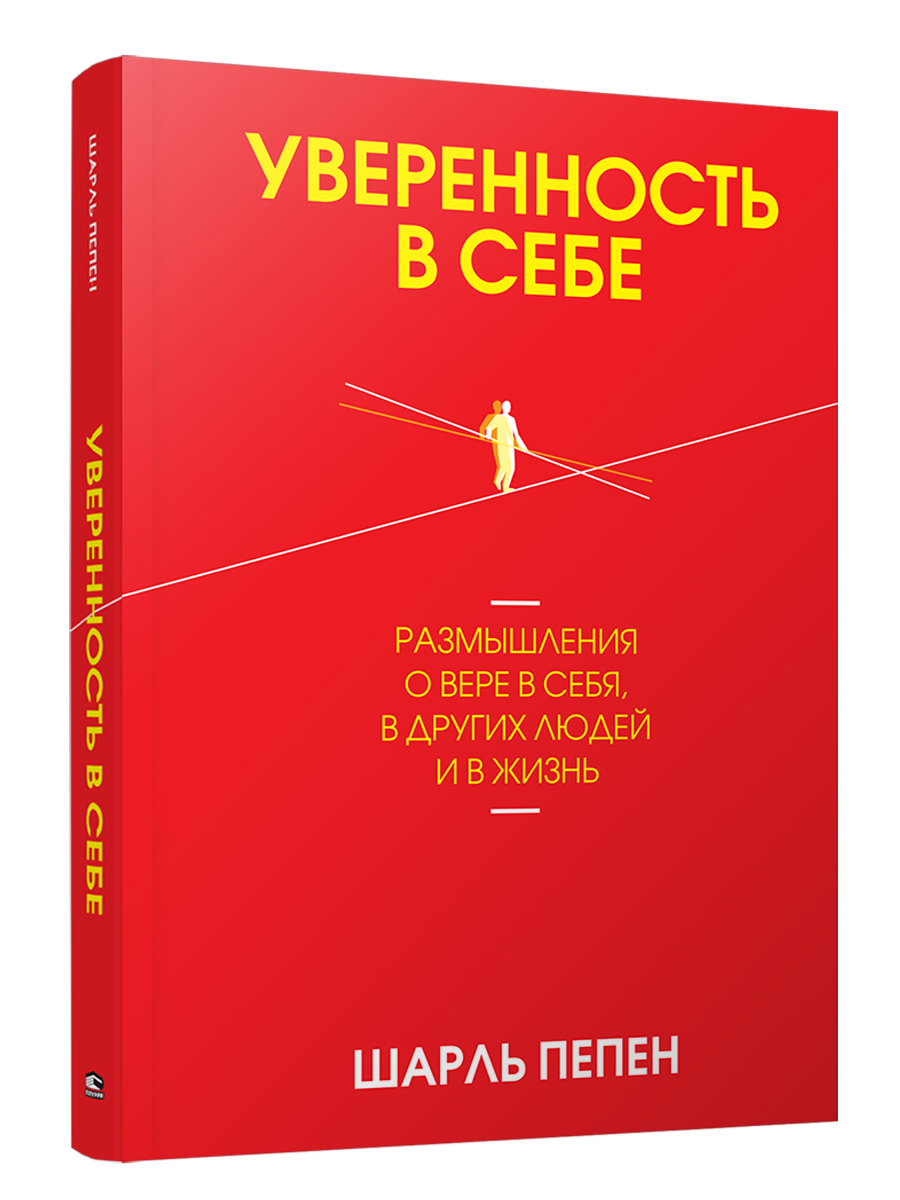 УВЕРЕННОСТЬ
В СЕБЕ
РАЗМЫШЛЕНИЯ
О ВЕРЕ В СЕБЯ,
В ДРУГИХ ЛЮДЕЙ
И В ЖИЗНЬ
ШАРЛЬ ПЕПЕН
ШАРЛЬ ПЕПЕН
УВЕРЕННОСТЬ В СЕБЕ